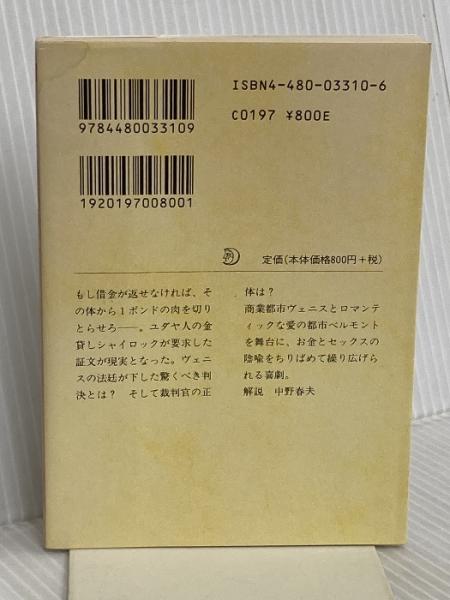 ISBN4-480-03310-6
C0197 ¥800E
9784480033109
1920197008001
定価(本体価格800円+税)
もし借金が返せなければ、そ
の体から1ポンドの肉を切り
とらせろ——。ユダヤ人の金
貸しシャイロックが要求した
証文が現実となった。ヴェニ
スの法廷が下した驚くべき判
決とは? そして裁判官の正
体は?
商業都市ヴェニスとロマンテ
ィックな愛の都市ベルモント
を舞台に、お金とセックスの
陰喩をちりばめて繰り広げら
れる喜劇。
解説 中野春夫